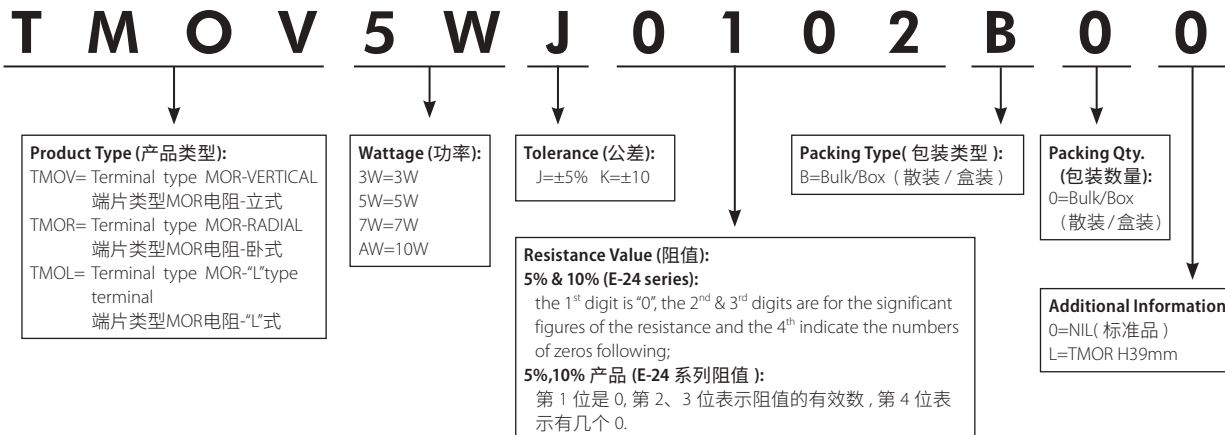 TMOV5WJ0102B00
Product Type (产品类型):
TMOV= Terminal type MOR-VERTICAL
端片类型MOR电阻-立式
TMOR= Terminal type MOR-RADIAL
端片类型MOR电阻-卧式
TMOL= Terminal type MOR-“L”type
terminal
端片类型MOR电阻-“L”式
Wattage (功率):
3W=3W
5W=5W
7W=7W
AW=10W
Tolerance (公差):
J=±5% K=±10
Resistance Value (阻值):
5% & 10% (E-24 series):
the 1st digit is “0”, the 2nd & 3rd digits are for the significant
figures of the resistance and the 4th indicate the numbers
of zeros following;
5%,10% 产品 (E-24 系列阻值 ):
第 1 位是 0, 第 2、3 位表示阻值的有效数 , 第 4 位表
示有几个 0.
Packing Type( 包装类型 ):
B=Bulk/Box ( 散装 / 盒装 )
Packing Qty.
(包装数量):
0=Bulk/Box
(散装/盒装)
Additional Information
0=NIL( 标准品 )
L=TMOR H39mm